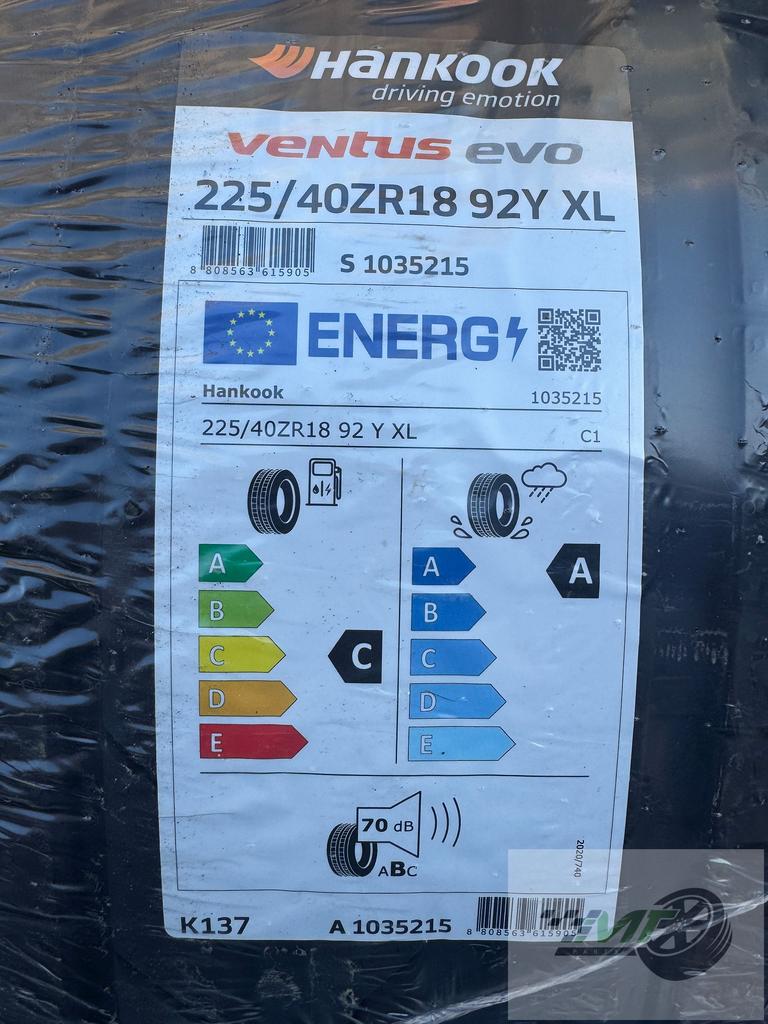 HANKOOK
driving emotion
VENTUS evo
225/40ZR18 92Y XL
8 808563 615905
S 1035215
ENERG
Hankook
1035215
225/40ZR18 92 Y XL
C1
A
B
C
D
E
C
A
B
C
D
E
A
70 dB
ABC
2020/740
K137
A 1035215
8 808563 615905